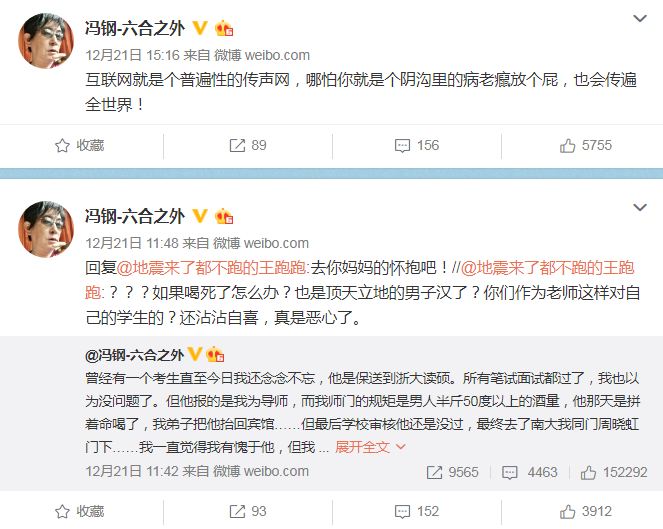 冯钢-六合之外
12月21日 15:16 来自 微博 weibo.com
互联网就是个普遍性的传声网，哪怕你就是个阴沟里的病老瘪放个屁，也会传遍
全世界！
收藏
89
156
5755
冯钢-六合之外
12月21日 11:48 来自 微博 weibo.com
回复@地震来了都不跑的王跑跑:去你妈妈的怀抱吧！//@地震来了都不跑的王跑
跑:？？？如果喝死了怎么办？也是顶天立地的男子汉了？你们作为老师这样对自
己的学生的？还沾沾自喜，真是恶心了。
@冯钢-六合之外
曾经有一个考生直至今日我还念念不忘，他是保送到浙大读硕。所有笔试面试都过了，我也以
为没问题了。但他报的是我为导师，而我师门的规矩是男人半斤50度以上的酒量，他那天是拼
着命喝了，我弟子把他抬回宾馆……但最后学校审核他还是没过，最终去了南大我同门周晓虹
门下……我一直觉得我有愧于他，但我 ... 展开全文
12月21日 11:42 来自 微博 weibo.com
9565
4463
152292
收藏
93
152
3912